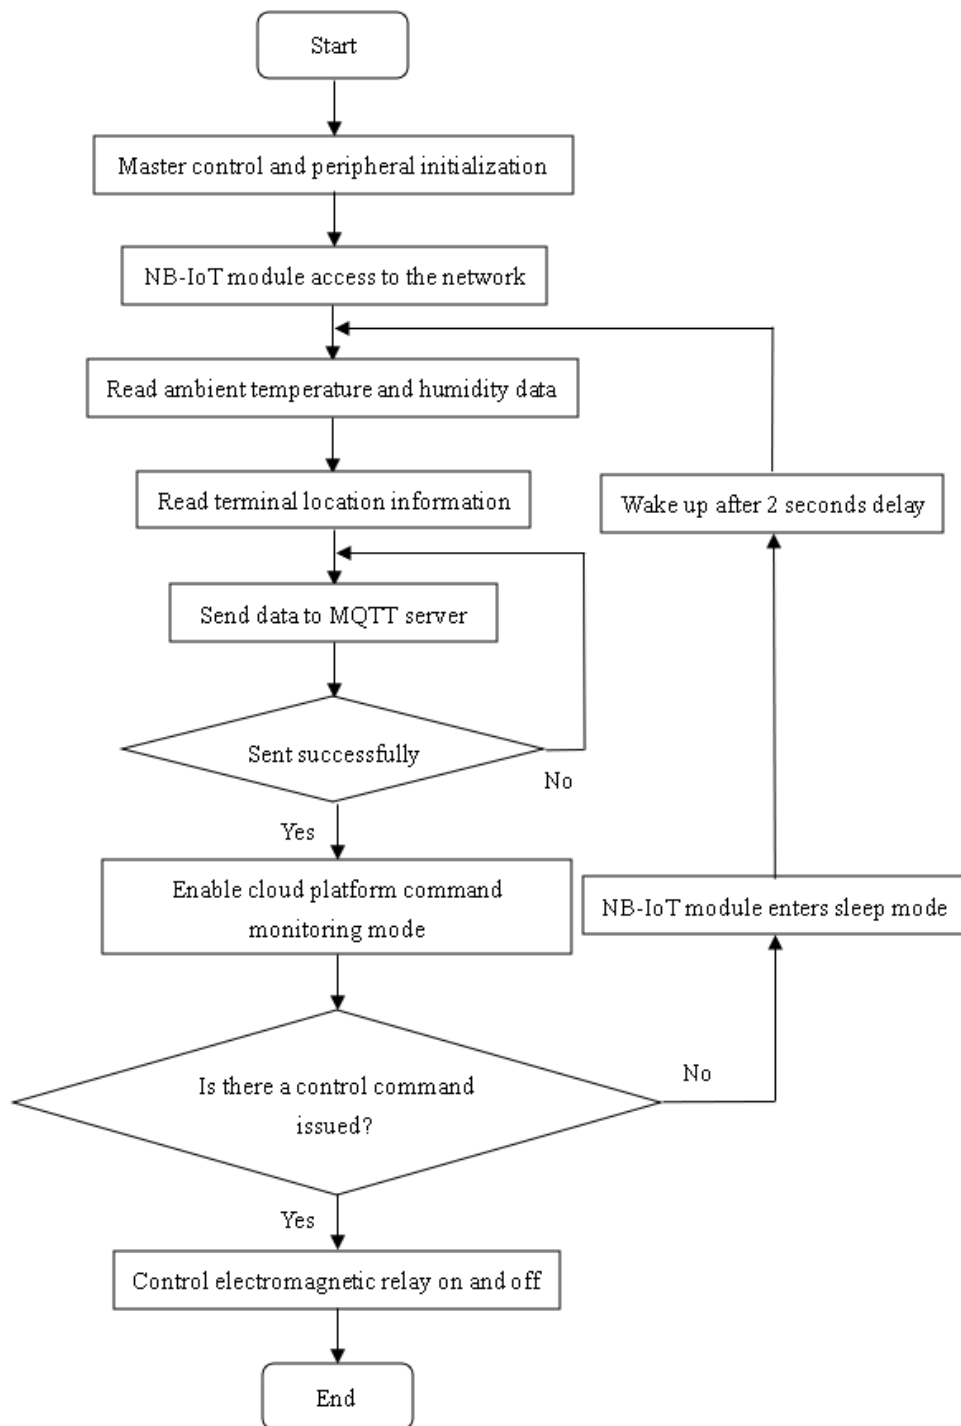 Start
Master control and peripheral initialization
NB-IoT module access to the network
Read ambient temperature and humidity data
Read terminal location information
Wake up after 2 seconds delay
Send data to MQTT server
Sent successfully
No
Yes
Enable cloud platform command
monitoring mode
NB-IoT module enters sleep mode
Is there a control command
issued?
No
Yes
Control electromagnetic relay on and off
End